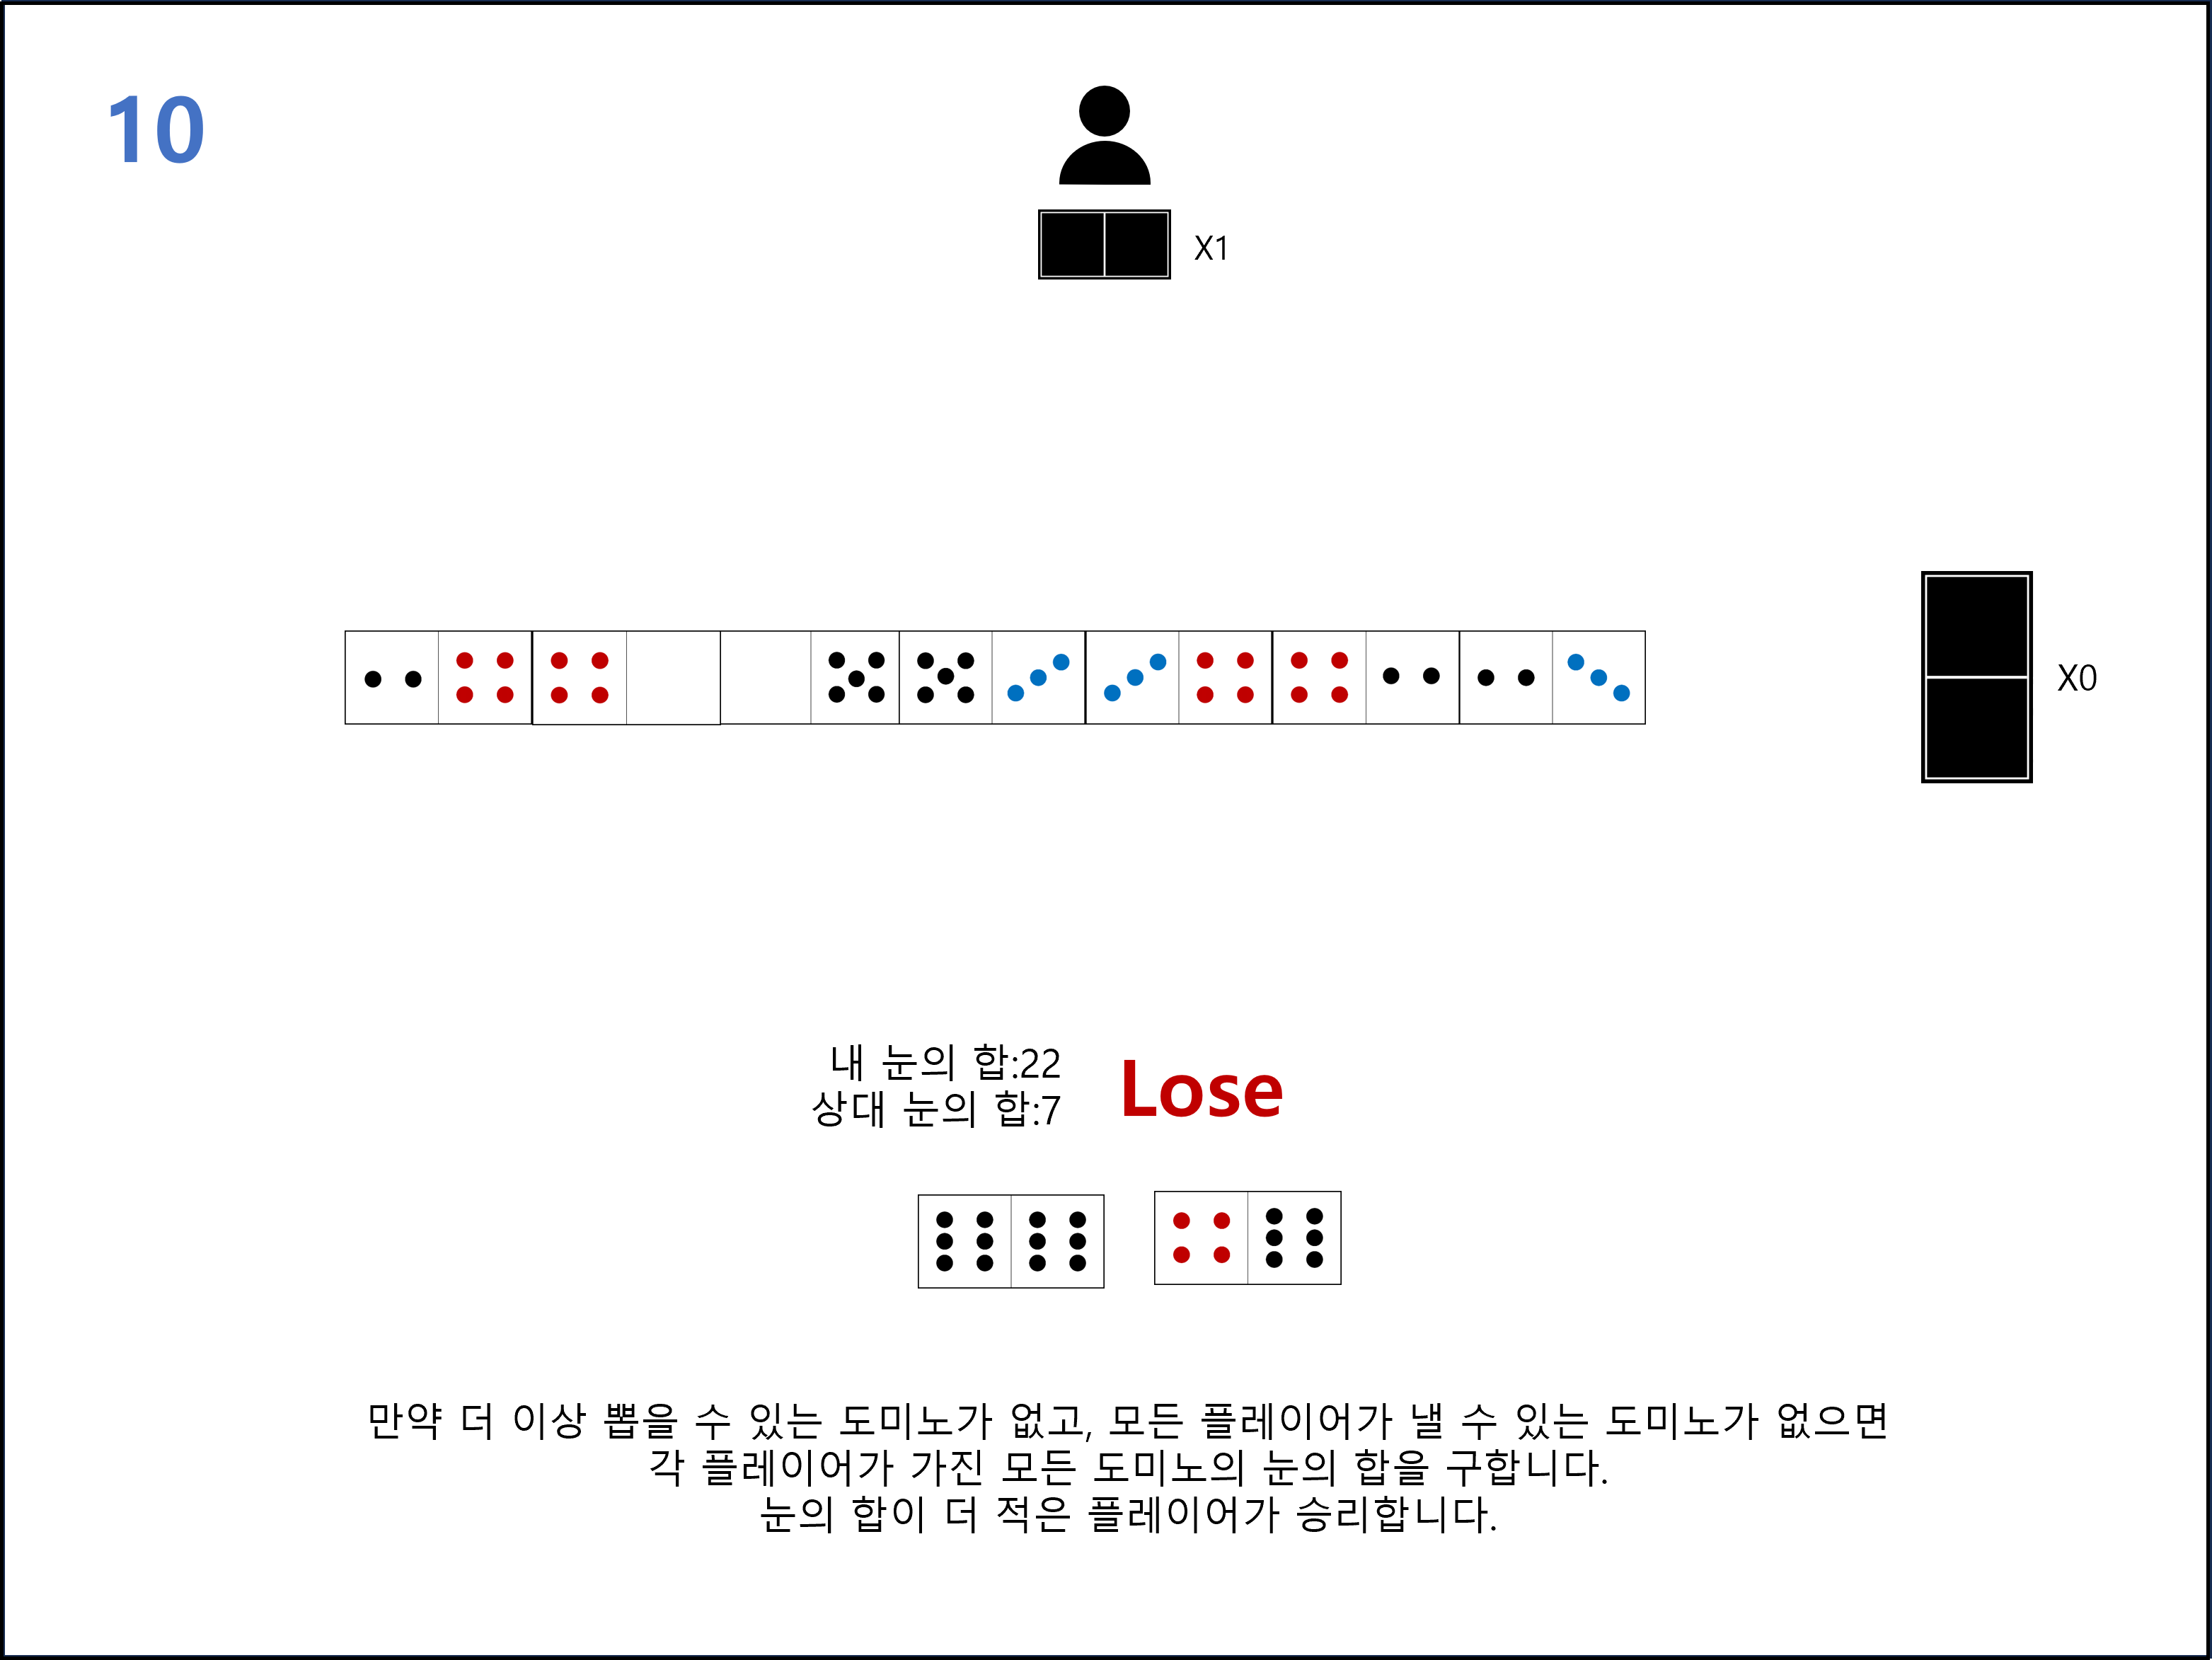 10
X1
X0
내 눈의 합:22
상대 눈의 합:7
Lose
만약 더 이상 뽑을 수 있는 도미노가 없고, 모든 플레이어가 낼 수 있는 도미노가 없으면
각 플레이어가 가진 모든 도미노의 눈의 합을 구합니다.
눈의 합이 더 적은 플레이어가 승리합니다.